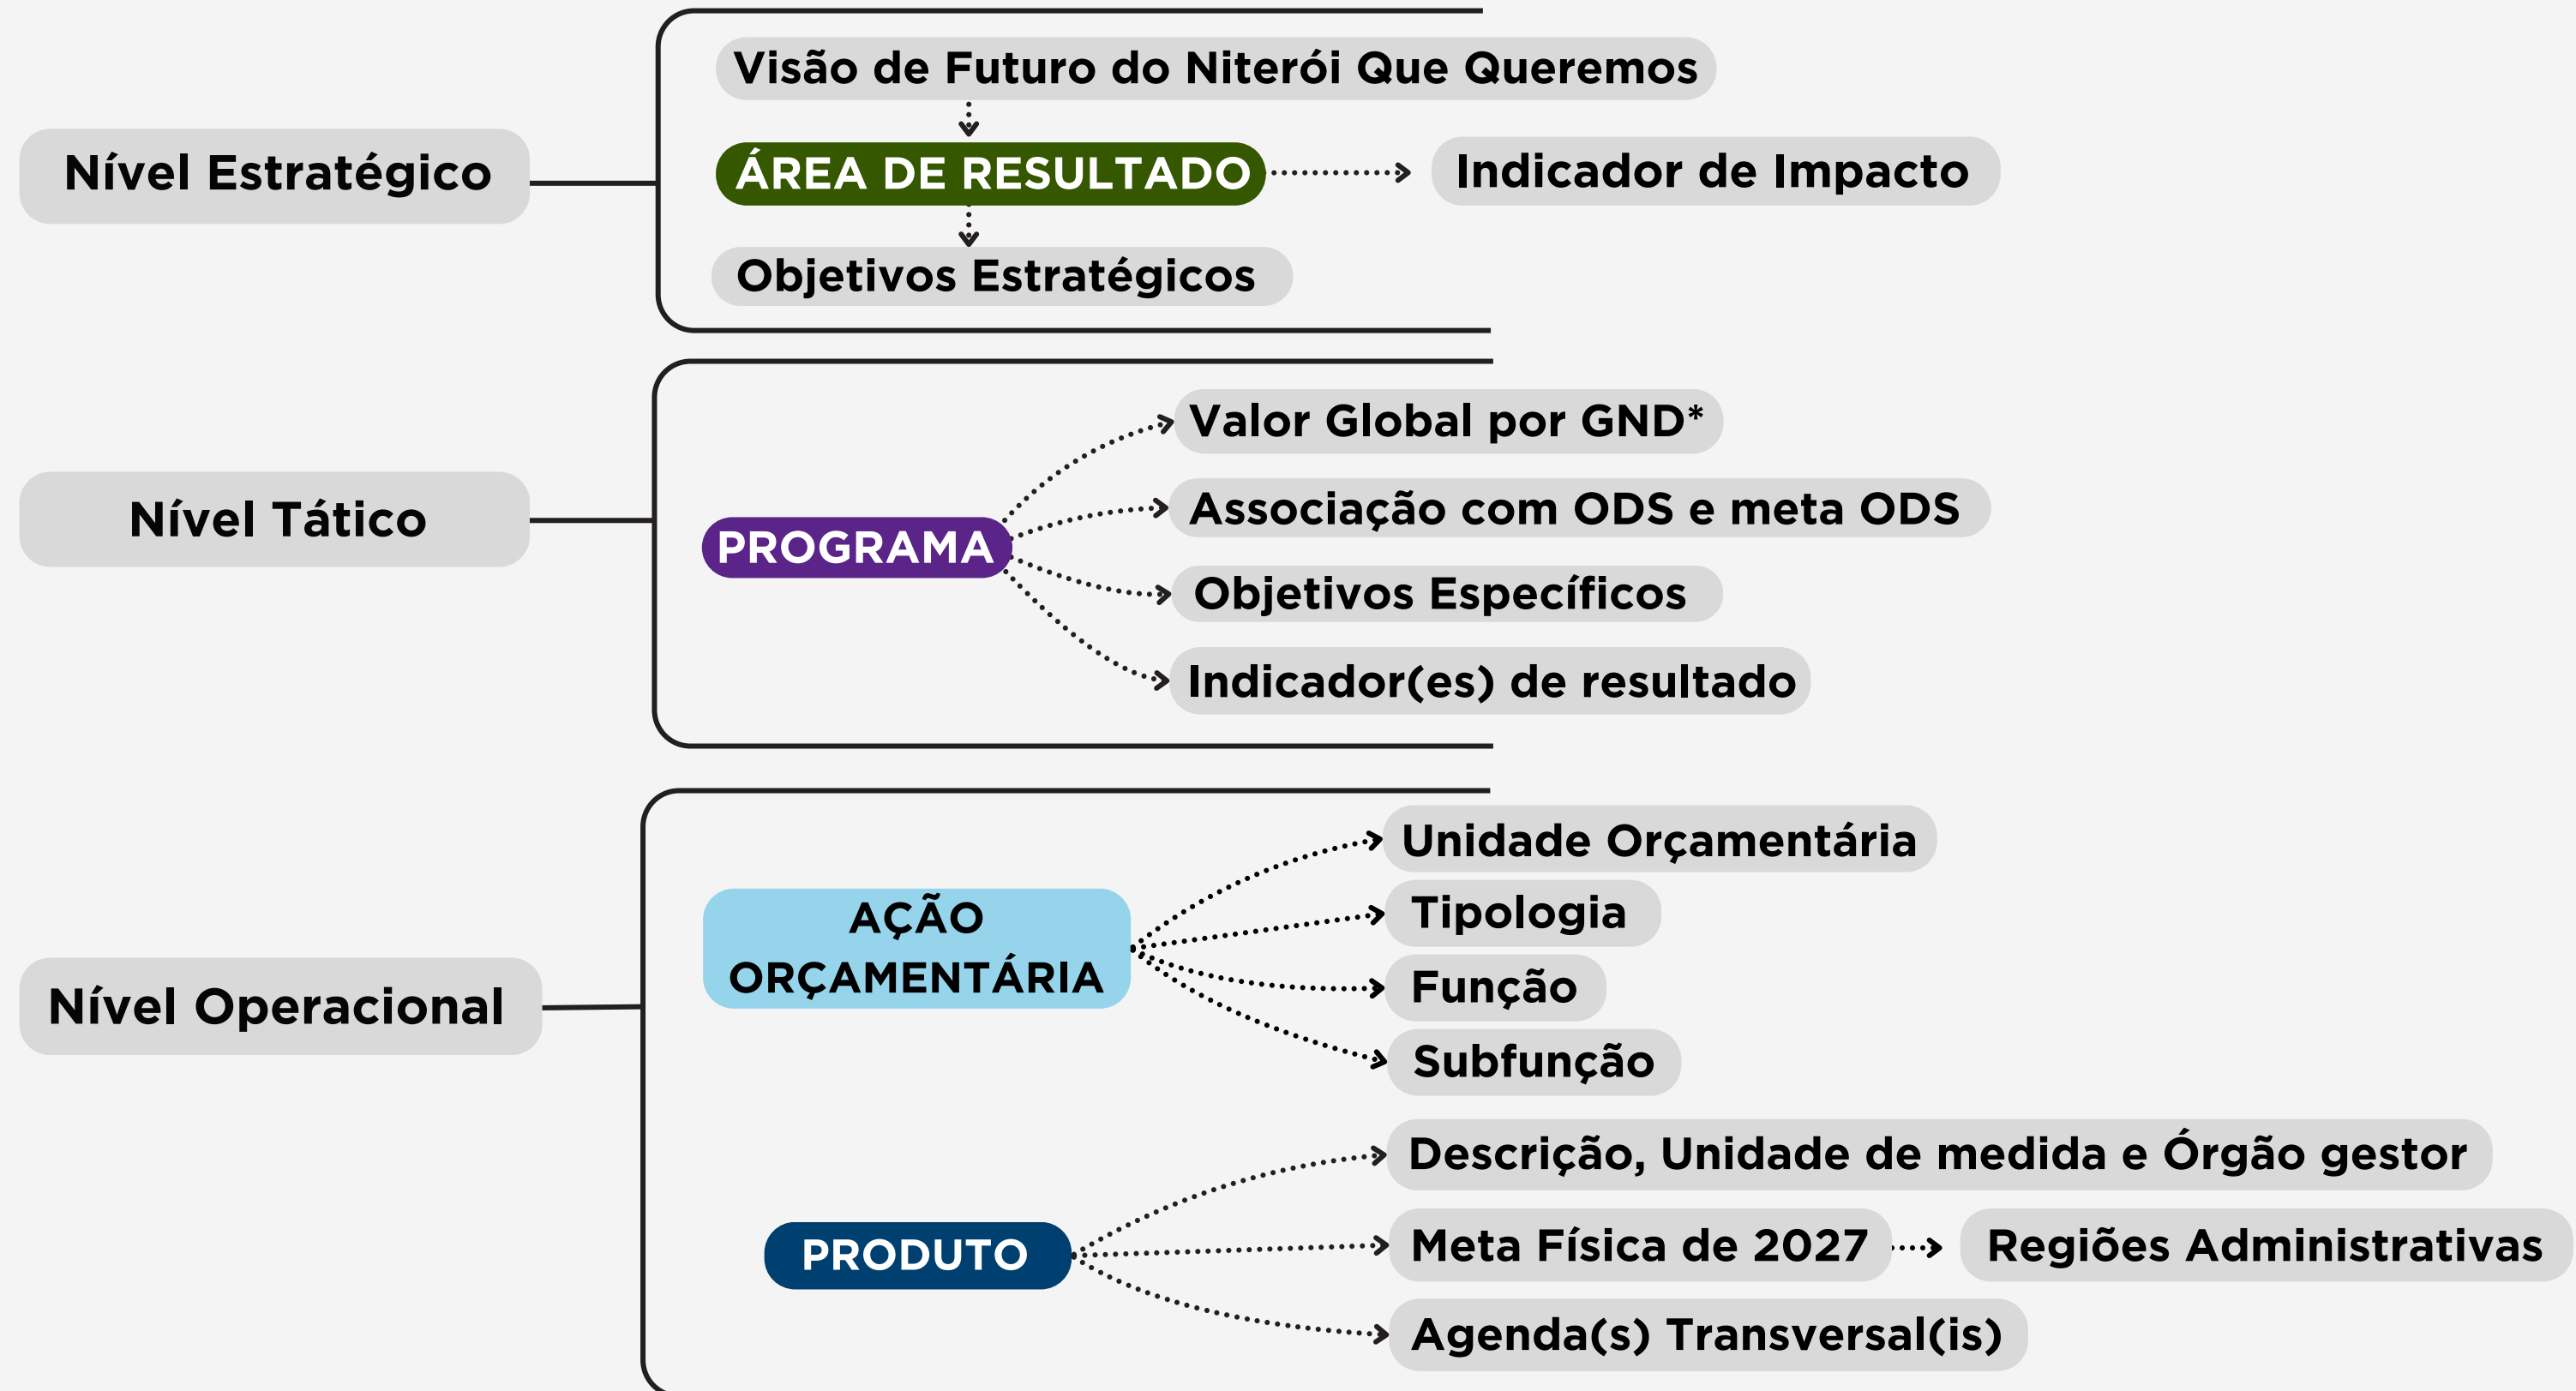 Nível Estratégico
Visão de Futuro do Niterói Que Queremos
ÁREA DE RESULTADO
Indicador de Impacto
Objetivos Estratégicos
Nível Tático
PROGRAMA
Valor Global por GND*
Associação com ODS e meta ODS
Objetivos Específicos
Indicador(es) de resultado
Nível Operacional
AÇÃO
ORÇAMENTÁRIA
Unidade Orçamentária
Tipologia
Função
Subfunção
PRODUTO
Descrição, Unidade de medida e Órgão gestor
Meta Física de 2027
Regiões Administrativas
Agenda(s) Transversal(is)